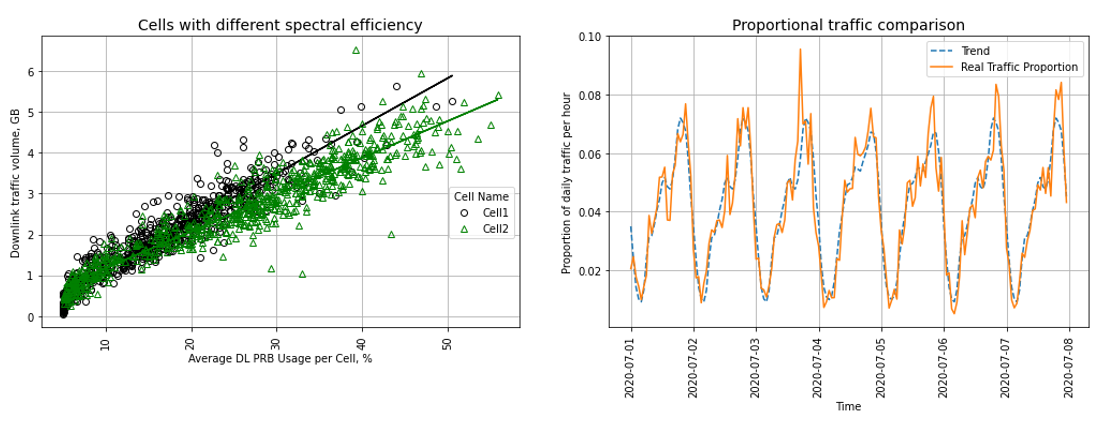 Cells with different spectral efficiency
Downlink traffic volume, GB
6
5
4
3
2
1
0
Cell Name
Cell1
Cell2
10
20
30
40
50
Average DL PRB Usage per Cell, %
Proportional traffic comparison
Proportion of daily traffic per hour
0.10
0.08
0.06
0.04
0.02
Trend
Real Traffic Proportion
2020-07-01
2020-07-02
2020-07-03
2020-07-04
2020-07-05
2020-07-06
2020-07-07
2020-07-08
Time